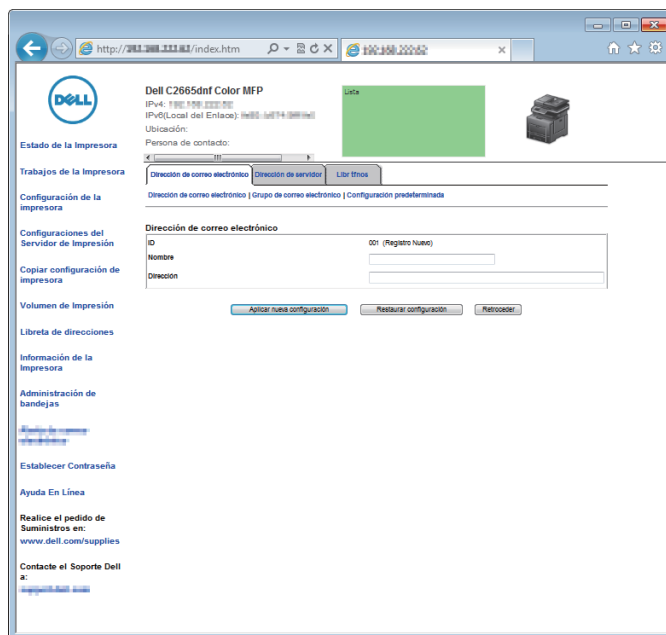 http://
/index.htm
DELL
Dell C2665dnf Color MFP
IPv4:
IPv6(Local del Enlace):
Ubicación:
Persona de contacto:
Lista
Estado de la Impresora
Trabajos de la Impresora
Configuración de la
impresora
Configuraciones del
Servidor de Impresión
Copiar configuración de
impresora
Volumen de Impresión
Libreta de direcciones
Información de la
Impresora
Administración de
bandejas
Establecer Contraseña
Ayuda En Línea
Realice el pedido de
Suministros en:
www.dell.com/supplies
Contacte el Soporte Dell
a:
Dirección de correo electrónico Dirección de servidor Libr tfnos
Dirección de correo electrónico | Grupo de correo electrónico | Configuración predeterminada
Dirección de correo electrónico
ID 001 (Registro Nuevo)
Nombre
Dirección
Aplicar nueva configuración Restaurar configuración Retroceder